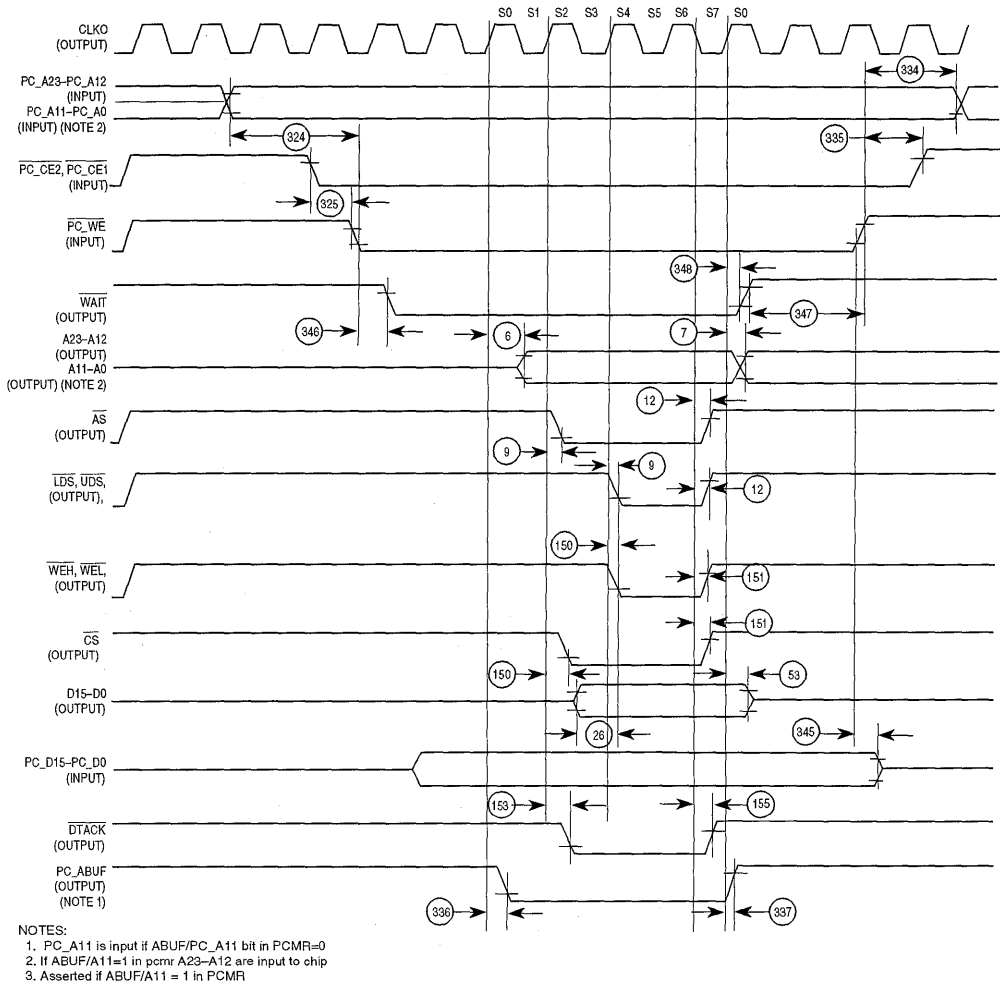 S0 S1 S2 S3 S4 S5 S6 S7 S0
CLKO
(OUTPUT)
334
PC_A23–PC_A12
(INPUT)
PC_A11–PC_A0
(INPUT) (NOTE 2)
324
335
PC_CE2, PC_CE1
(INPUT)
325
PC_WE
(INPUT)
348
WAIT
(OUTPUT)
347
346
6
7
A23–A12
(OUTPUT)
A11–A0
(OUTPUT) (NOTE 2)
12
AS
(OUTPUT)
9
9
LDS, UDS,
(OUTPUT),
12
150
WEH, WEL,
(OUTPUT)
151
151
CS
(OUTPUT)
150
53
D15–D0
(OUTPUT)
26
345
PC_D15–PC_D0
(INPUT)
153
155
DTACK
(OUTPUT)
PC_ABUF
(OUTPUT)
(NOTE 1)
336
337
NOTES:
1. PC_A11 is input if ABUF/PC_A11 bit in PCMR=0
2. If ABUF/A11=1 in pcmr A23–A12 are input to chip
3. Asserted if ABUF/A11 = 1 in PCMR